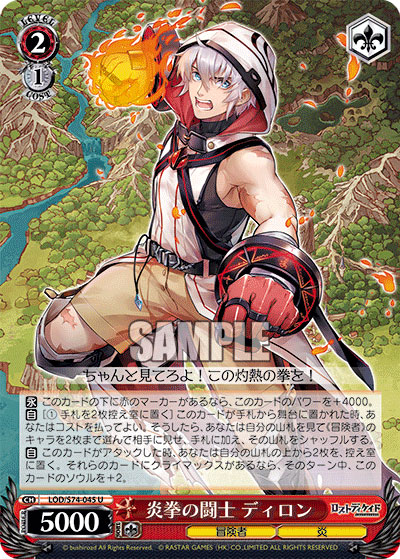 LEVEL
2
1
COST
SAMPLE
ちゃんと見てろよ！この灼熱の拳を！
永 このカードの下に赤のマーカーがあるなら、このカードのパワーを＋4000。
自［① 手札を2枚控え室に置く］このカードが手札から舞台に置かれた時、あ
なたはコストを払ってよい。そうしたら、あなたは自分の山札を見て《冒険者》
のキャラを2枚まで選んで相手に見せ、手札に加え、その山札をシャッフルする。
自 このカードがアタックした時、あなたは自分の山札の上から2枚を、控え室
に置く。それらのカードにクライマックスがあるなら、そのターン中、このカー
ドのソウルを＋2。
CH LOD/S74-045 U
5000
炎拳の闘士 ディロン
ロストディケイド
冒険者
炎
© bushiroad All Rights Reserved. © RASTAR GAMES (HK) CO.,LIMITED ALL RIGHTS RESERVED.